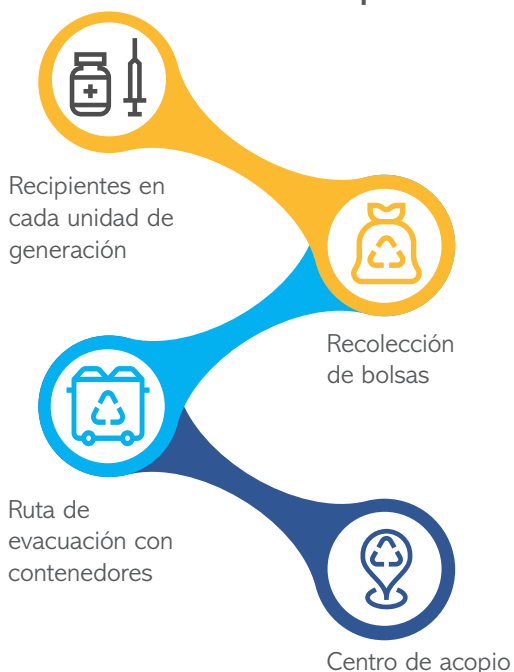 Recipientes en
cada unidad de
generación
Recolección
de bolsas
Ruta de
evacuación con
contenedores
Centro de acopio